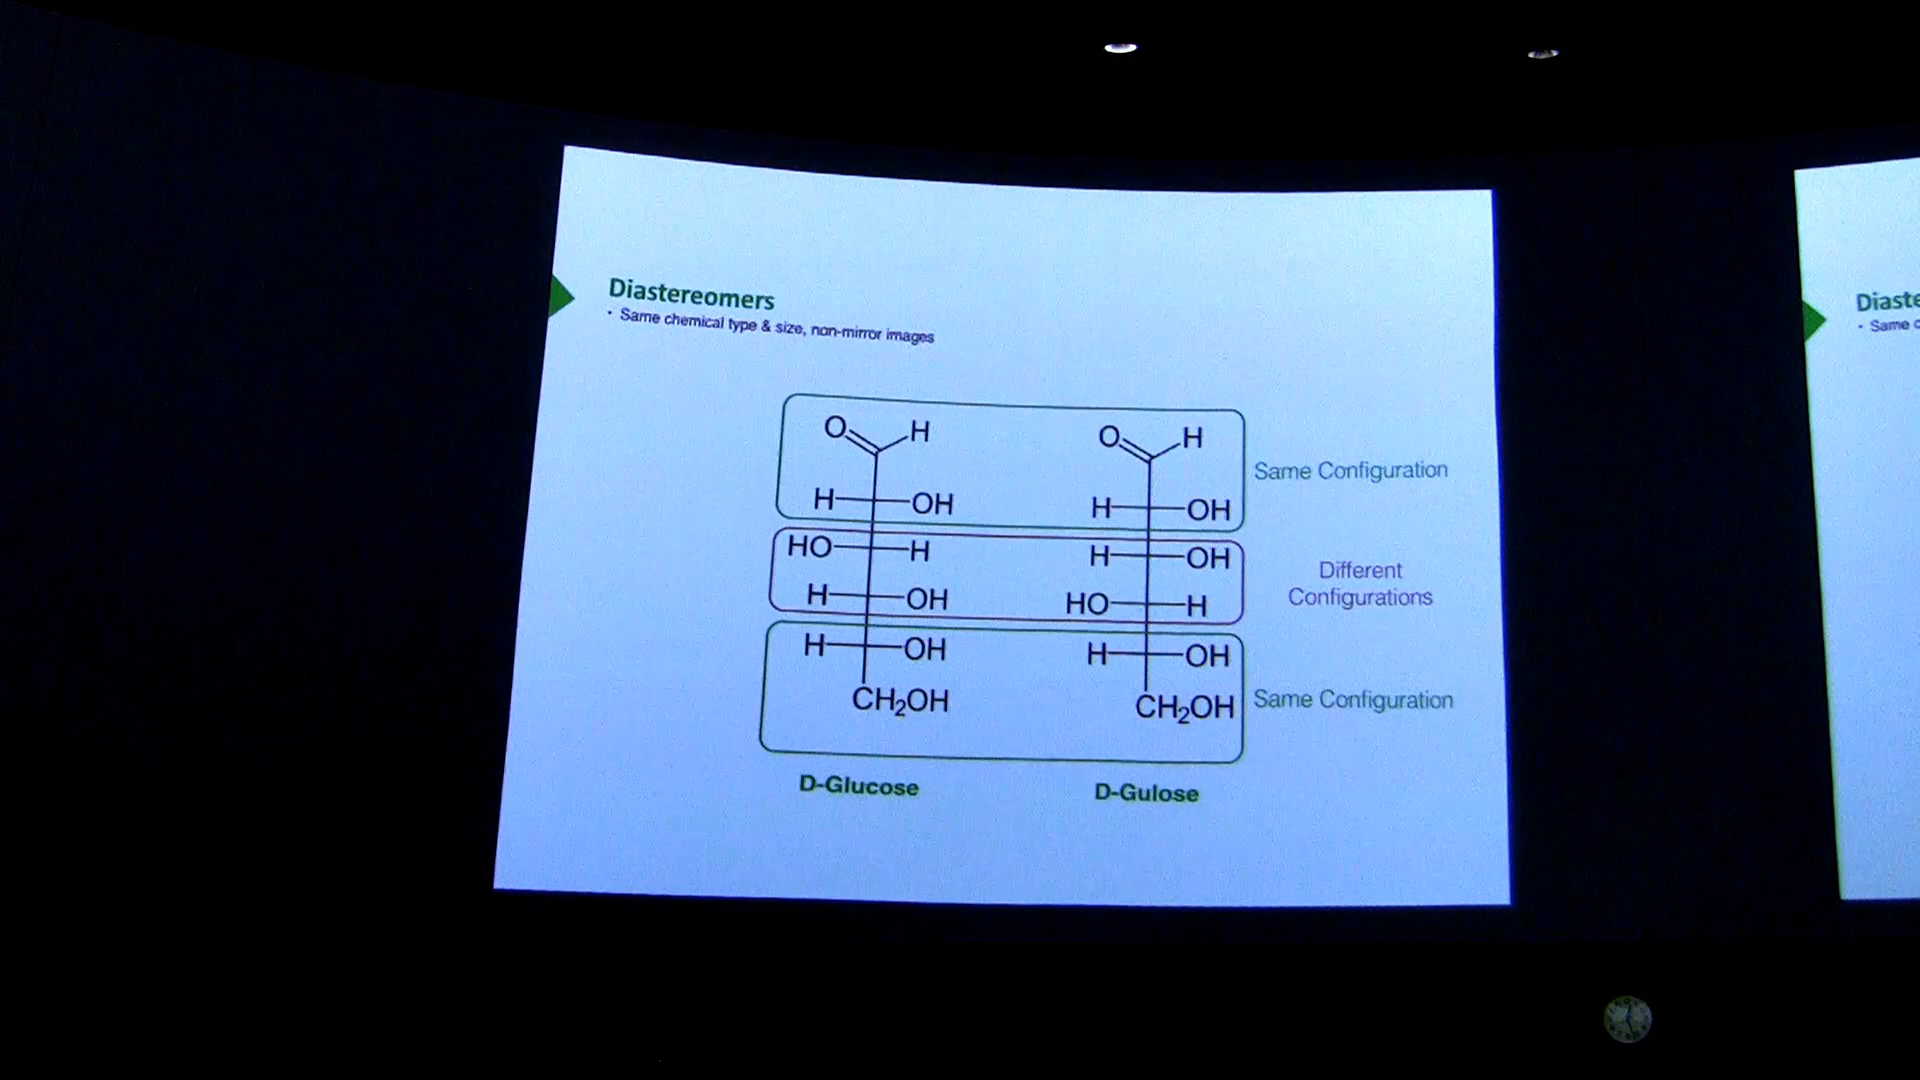 Diastereomers
• Same chemical type & size, non-mirror images
O H O H
H OH H OH
Same Configuration
HO H H OH
H OH HO H
Different
Configurations
H OH H OH
CH₂OH CH₂OH
Same Configuration
D-Glucose D-Gulose
Diaste
• Same c